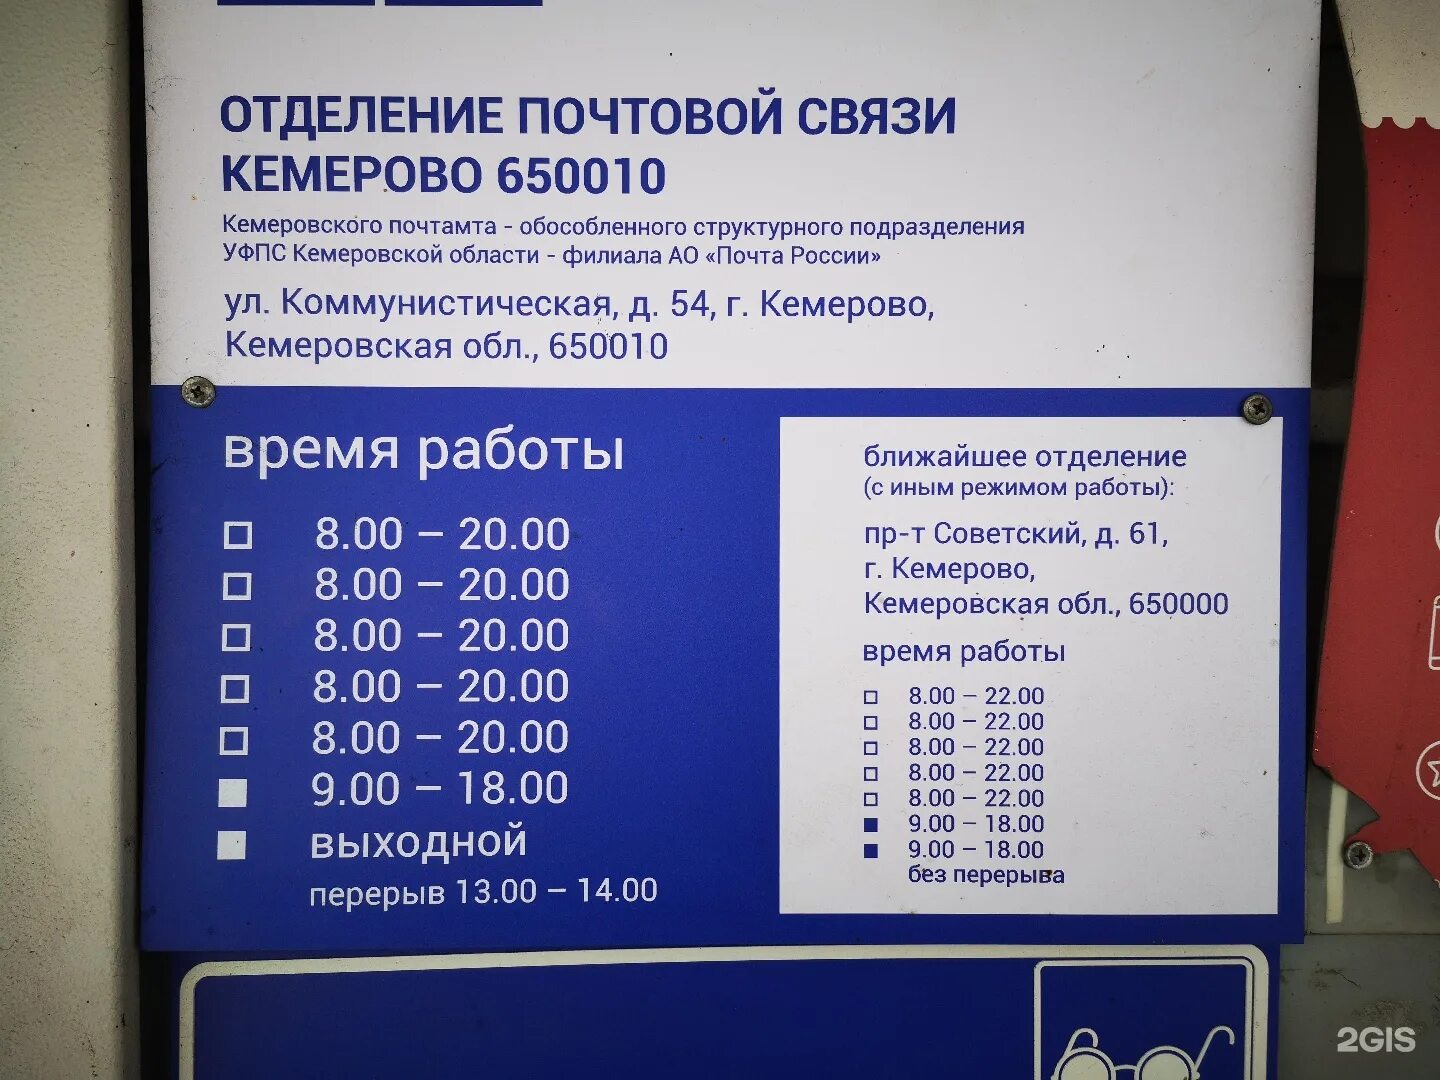 ОТДЕЛЕНИЕ ПОЧТОВОЙ СВЯЗИ
КЕМЕРОВО 650010
Кемеровского почтамта - обособленного структурного подразделения
УФПС Кемеровской области - филиала АО «Почта России»
ул. Коммунистическая, д. 54, г. Кемерово,
Кемеровская обл., 650010
время работы
8.00 – 20.00
8.00 – 20.00
8.00 – 20.00
8.00 – 20.00
8.00 – 20.00
9.00 – 18.00
выходной
перерыв 13.00 – 14.00
ближайшее отделение
(с иным режимом работы):
пр-т Советский, д. 61,
г. Кемерово,
Кемеровская обл., 650000
время работы
8.00 – 22.00
8.00 – 22.00
8.00 – 22.00
8.00 – 22.00
8.00 – 22.00
9.00 – 18.00
9.00 – 18.00
без перерыва
2GIS